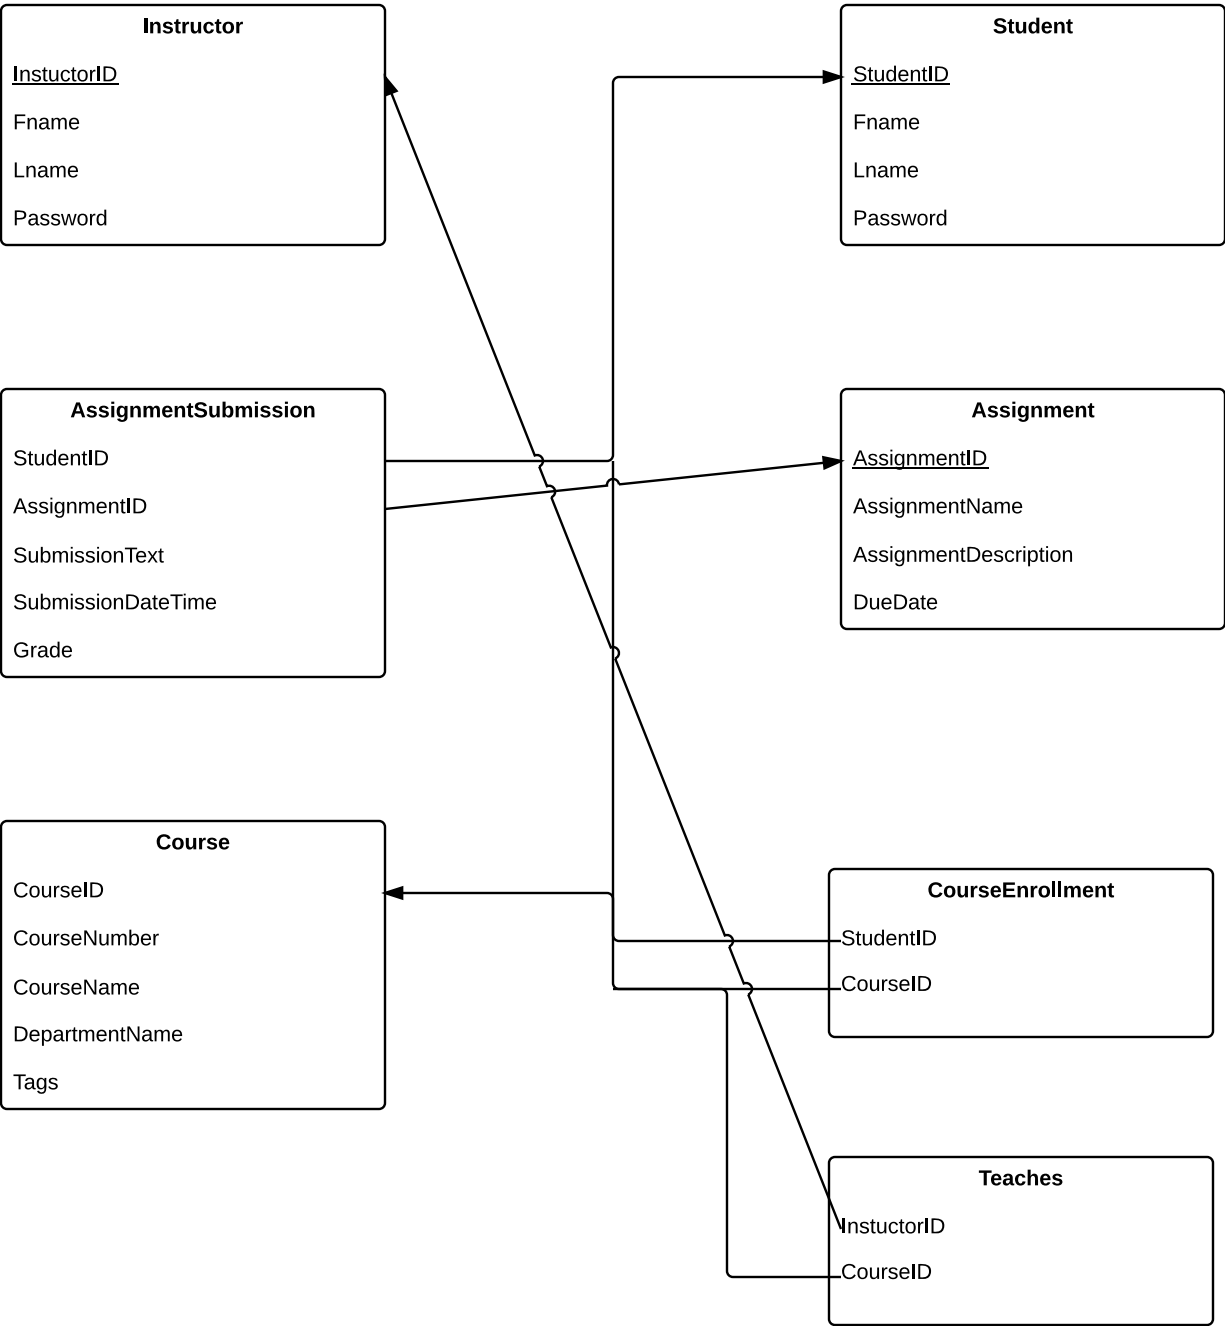 Instructor
InstuctorID
Fname
Lname
Password
Student
StudentID
Fname
Lname
Password
AssignmentSubmission
StudentID
AssignmentID
SubmissionText
SubmissionDateTime
Grade
Assignment
AssignmentID
AssignmentName
AssignmentDescription
DueDate
Course
CourseID
CourseNumber
CourseName
DepartmentName
Tags
CourseEnrollment
StudentID
CourseID
Teaches
InstuctorID
CourseID